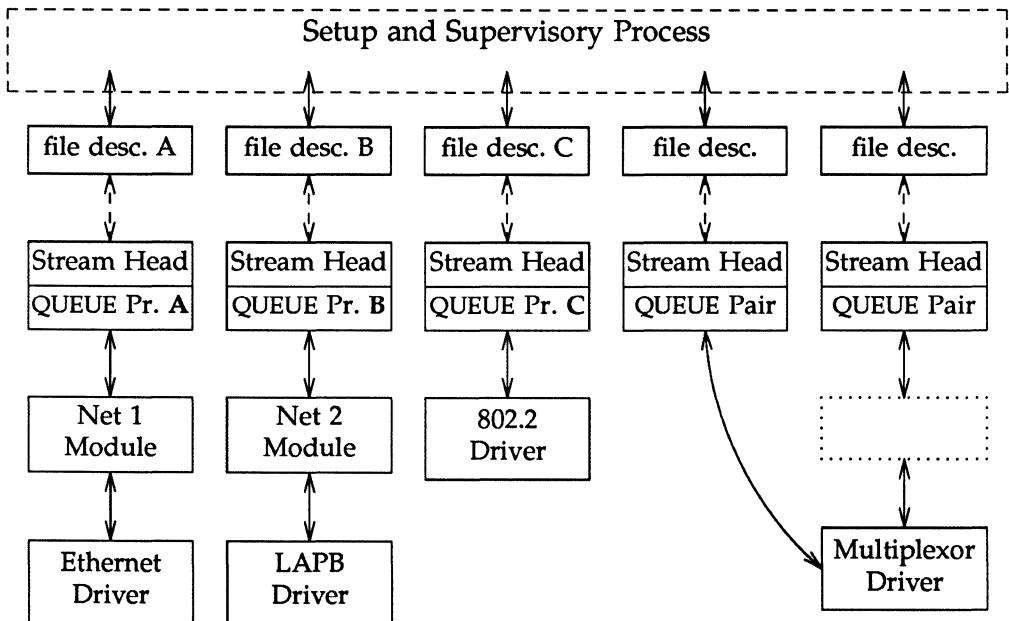 Setup and Supervisory Process
file desc. A
file desc. B
file desc. C
file desc.
file desc.
Stream Head
Stream Head
Stream Head
Stream Head
Stream Head
QUEUE Pr. A
QUEUE Pr. B
QUEUE Pr. C
QUEUE Pair
QUEUE Pair
Net 1
Module
Net 2
Module
802.2
Driver
Ethernet
Driver
LAPB
Driver
Multiplexor
Driver